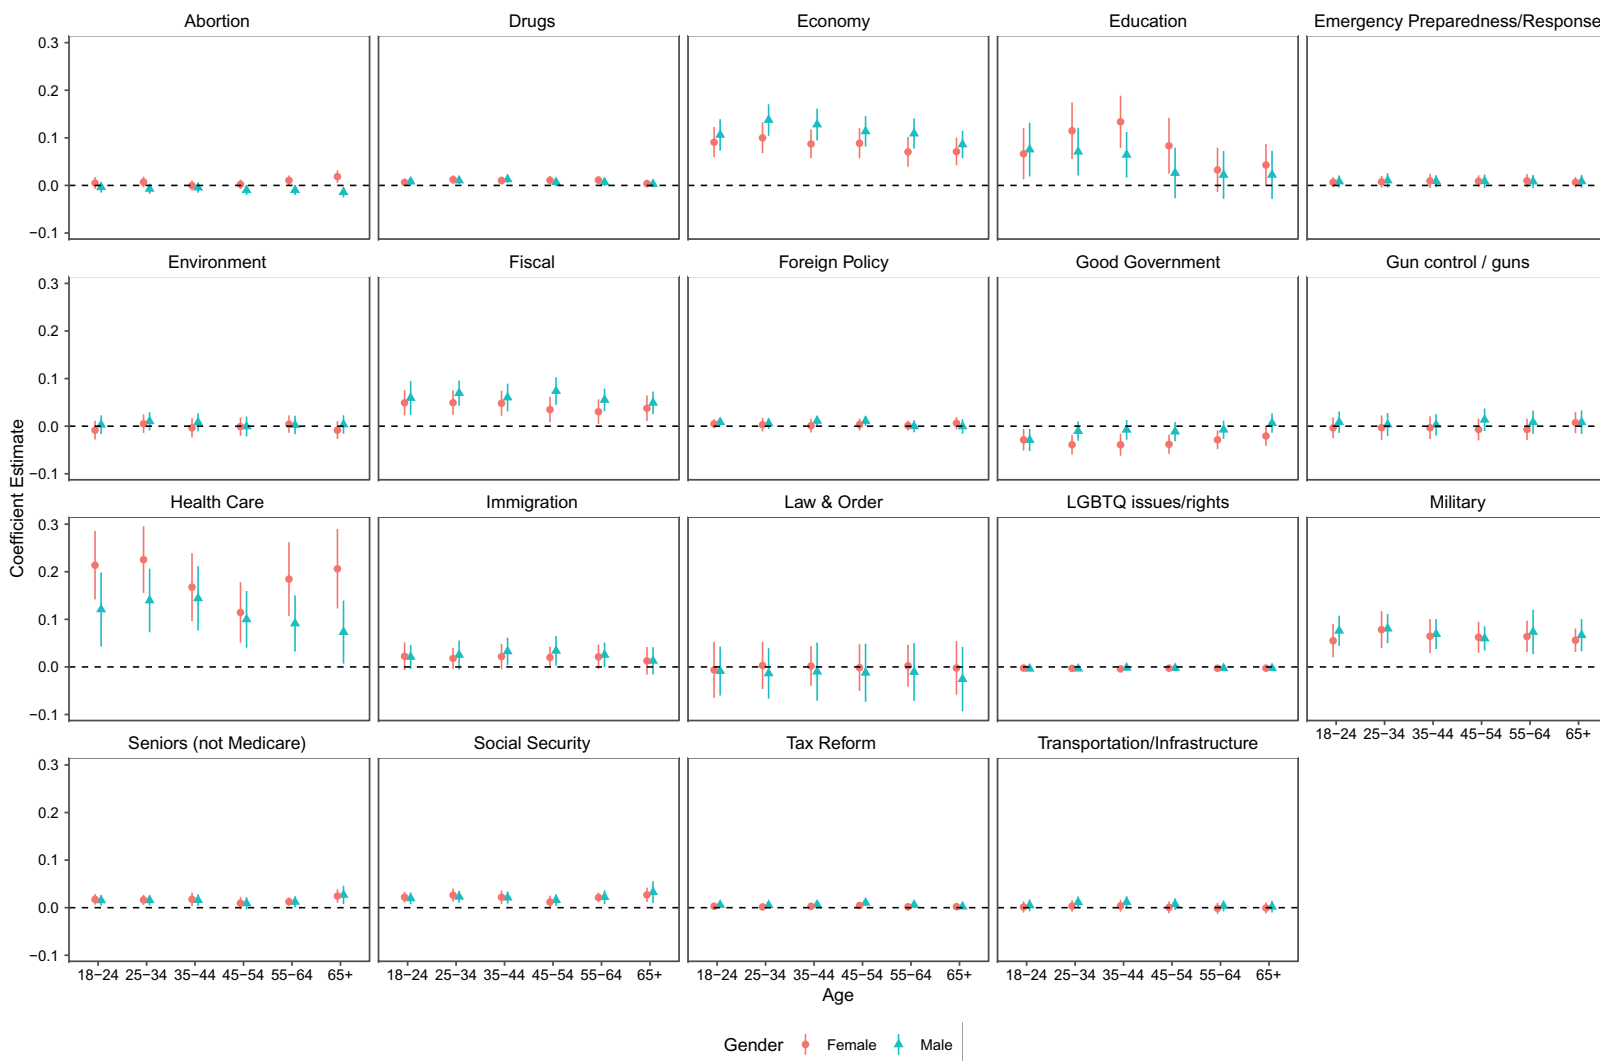 Abortion Drugs Economy Education Emergency Preparedness/Response
0.3
0.2
0.1
0.0
−0.1
Environment Fiscal Foreign Policy Good Government Gun control / guns
0.3
0.2
0.1
0.0
−0.1
Coefficient Estimate
Health Care Immigration Law & Order LGBTQ issues/rights Military
0.3
0.2
0.1
0.0
−0.1
18−24 25−34 35−44 45−54 55−64 65+
Seniors (not Medicare) Social Security Tax Reform Transportation/Infrastructure
0.3
0.2
0.1
0.0
−0.1
18−24 25−34 35−44 45−54 55−64 65+ 18−24 25−34 35−44 45−54 55−64 65+ 18−24 25−34 35−44 45−54 55−64 65+ 18−24 25−34 35−44 45−54 55−64 65+
Age
Gender Female Male